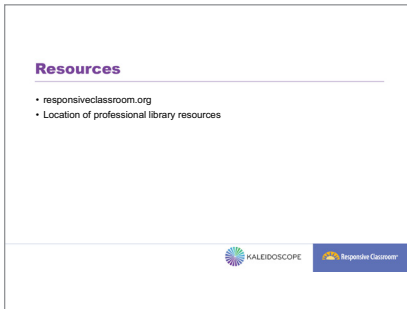 Resources
• responsiveclassroom.org
• Location of professional library resources
KALEIDOSCOPE
Responsive Classroom®